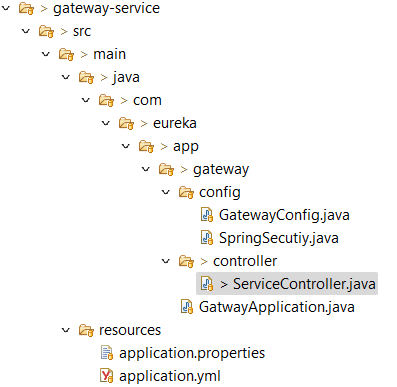 > gateway-service
> src
> main
> java
> com
> eureka
> app
> gateway
config
GatewayConfig.java
SpringSecutiy.java
> controller
> ServiceController.java
GatwayApplication.java
resources
application.properties
application.yml